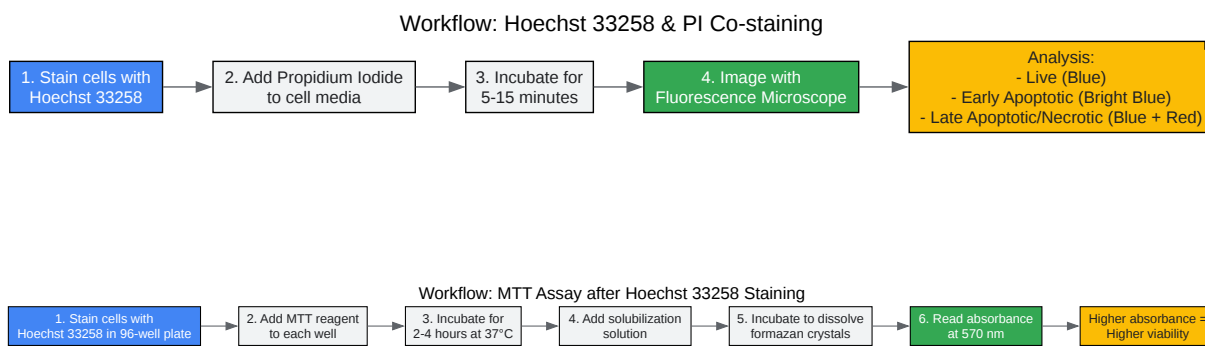 Workflow: Hoechst 33258 & PI Co-staining
1. Stain cells with
Hoechst 33258
2. Add Propidium Iodide
to cell media
3. Incubate for
5-15 minutes
4. Image with
Fluorescence Microscope
Analysis:
- Live (Blue)
- Early Apoptotic (Bright Blue)
- Late Apoptotic/Necrotic (Blue + Red)
Workflow: MTT Assay after Hoechst 33258 Staining
1. Stain cells with
Hoechst 33258 in 96-well plate
2. Add MTT reagent
to each well
3. Incubate for
2-4 hours at 37°C
4. Add solubilization
solution
5. Incubate to dissolve
formazan crystals
6. Read absorbance
at 570 nm
Higher absorbance =
Higher viability